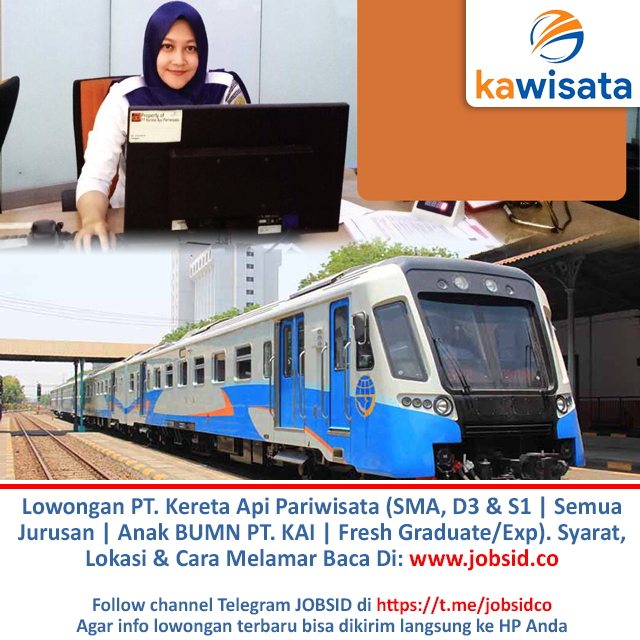 kawisata
Property of
Lowongan PT. Kereta Api Pariwisata (SMA, D3 & S1 | Semua
Jurusan | Anak BUMN PT. KAI | Fresh Graduate/Exp). Syarat,
Lokasi & Cara Melamar Baca Di: www.jobsid.co
Follow channel Telegram JOBSID di https://t.me/jobsidco
Agar info lowongan terbaru bisa dikirim langsung ke HP Anda